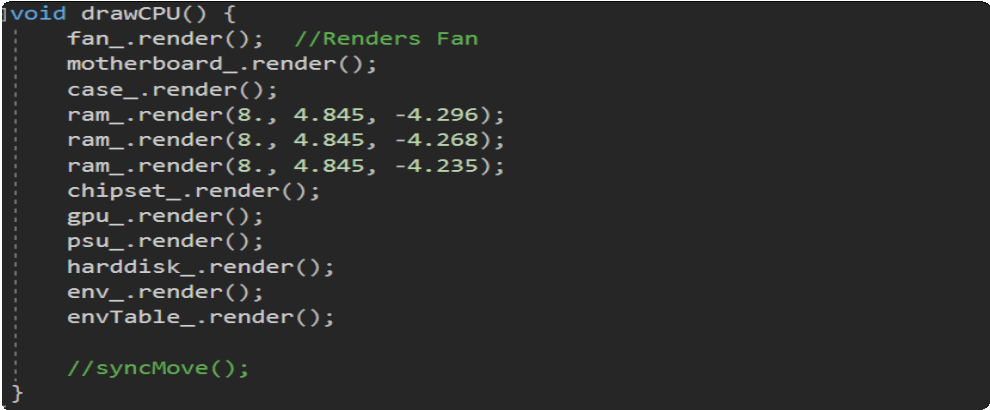 void drawCPU() {
    fan_.render();  //Renders Fan
    motherboard_.render();
    case_.render();
    ram_.render(8., 4.845, -4.296);
    ram_.render(8., 4.845, -4.268);
    ram_.render(8., 4.845, -4.235);
    chipset_.render();
    gpu_.render();
    psu_.render();
    harddisk_.render();
    env_.render();
    envTable_.render();

    //syncMove();
}